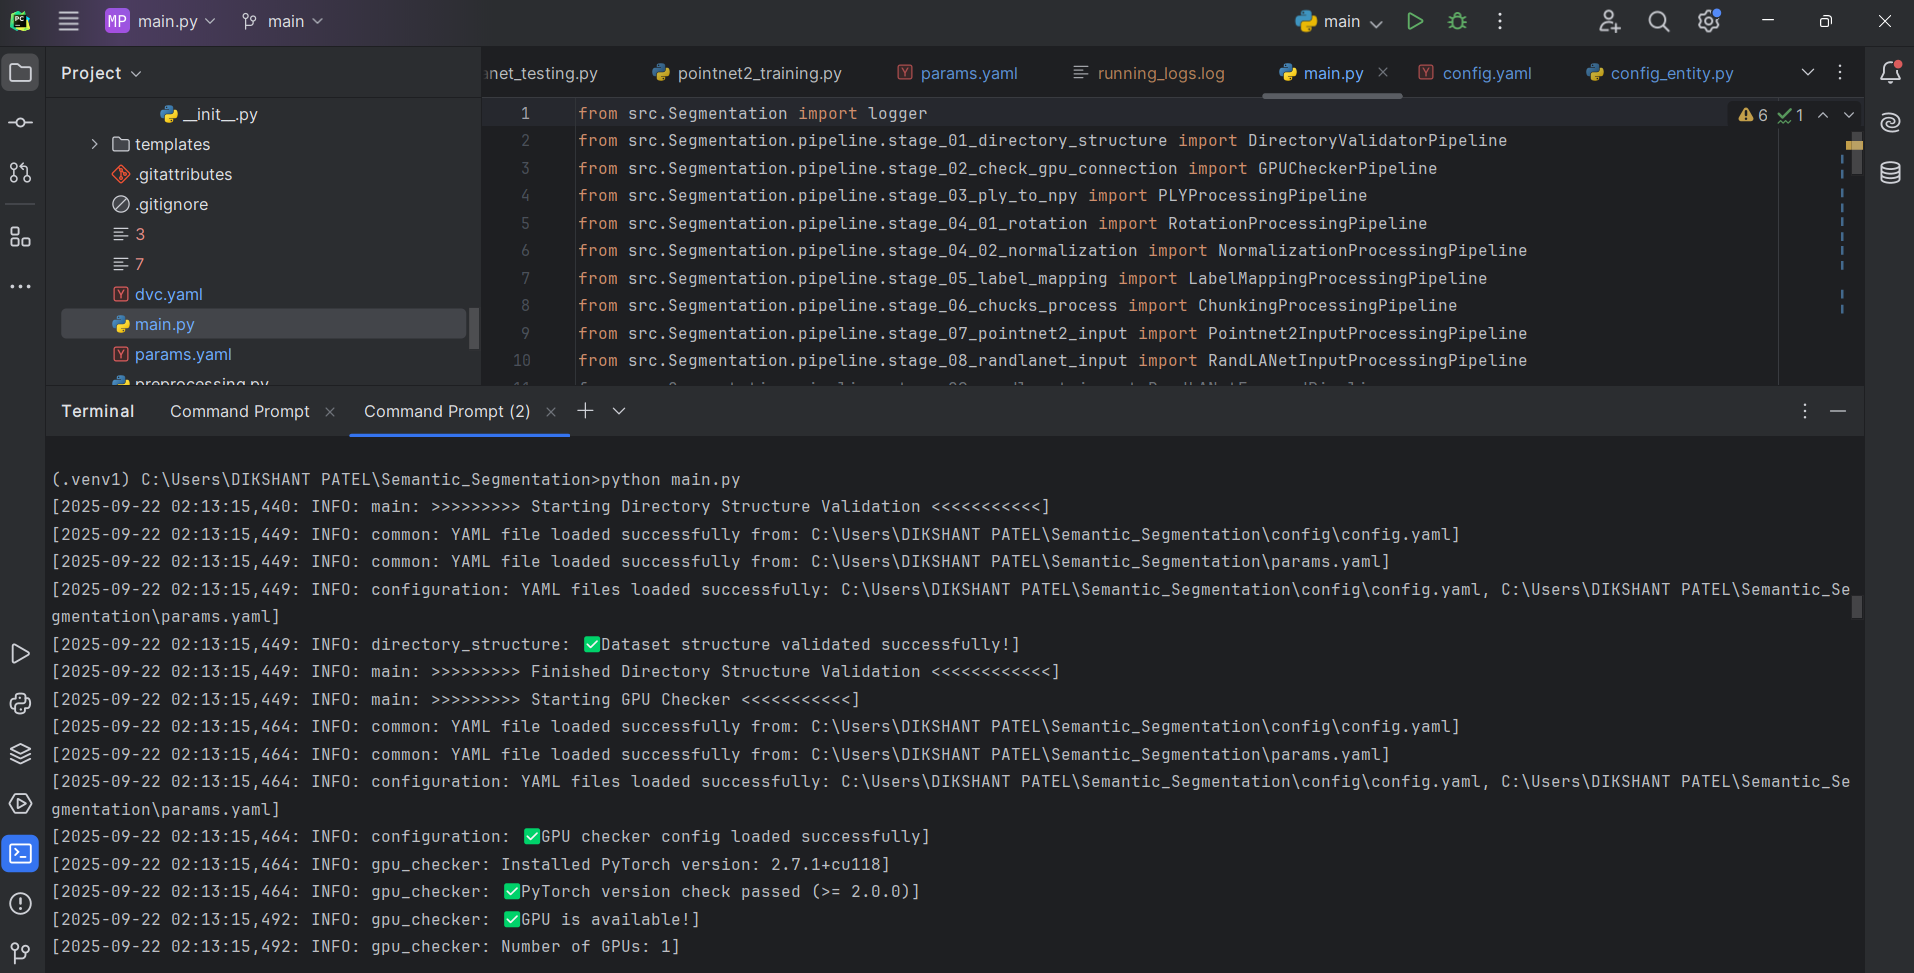 PC
MP main.py
main
main
Project
anet_testing.py
pointnet2_training.py
params.yaml
running_logs.log
main.py
config.yaml
config_entity.py
__init__.py
templates
.gitattributes
.gitignore
3
7
dvc.yaml
main.py
params.yaml
preprocessing.py
6 1
1 from src.Segmentation import logger
2 from src.Segmentation.pipeline.stage_01_directory_structure import DirectoryValidatorPipeline
3 from src.Segmentation.pipeline.stage_02_check_gpu_connection import GPUCheckerPipeline
4 from src.Segmentation.pipeline.stage_03_ply_to_npy import PLYProcessingPipeline
5 from src.Segmentation.pipeline.stage_04_01_rotation import RotationProcessingPipeline
6 from src.Segmentation.pipeline.stage_04_02_normalization import NormalizationProcessingPipeline
7 from src.Segmentation.pipeline.stage_05_label_mapping import LabelMappingProcessingPipeline
8 from src.Segmentation.pipeline.stage_06_chucks_process import ChunkingProcessingPipeline
9 from src.Segmentation.pipeline.stage_07_pointnet2_input import Pointnet2InputProcessingPipeline
10 from src.Segmentation.pipeline.stage_08_randlanet_input import RandLANetInputProcessingPipeline
Terminal
Command Prompt
Command Prompt (2)
(.venv1) C:\Users\DIKSHANT PATEL\Semantic_Segmentation>python main.py
[2025-09-22 02:13:15,440: INFO: main: >>>>>>>>> Starting Directory Structure Validation <<<<<<<<<<<]
[2025-09-22 02:13:15,449: INFO: common: YAML file loaded successfully from: C:\Users\DIKSHANT PATEL\Semantic_Segmentation\config\config.yaml]
[2025-09-22 02:13:15,449: INFO: common: YAML file loaded successfully from: C:\Users\DIKSHANT PATEL\Semantic_Segmentation\params.yaml]
[2025-09-22 02:13:15,449: INFO: configuration: YAML files loaded successfully: C:\Users\DIKSHANT PATEL\Semantic_Segmentation\config\config.yaml, C:\Users\DIKSHANT PATEL\Semantic_Se
gmentation\params.yaml]
[2025-09-22 02:13:15,449: INFO: directory_structure: ✅Dataset structure validated successfully!]
[2025-09-22 02:13:15,449: INFO: main: >>>>>>>>> Finished Directory Structure Validation <<<<<<<<<<<<]
[2025-09-22 02:13:15,449: INFO: main: >>>>>>>>> Starting GPU Checker <<<<<<<<<<<]
[2025-09-22 02:13:15,464: INFO: common: YAML file loaded successfully from: C:\Users\DIKSHANT PATEL\Semantic_Segmentation\config\config.yaml]
[2025-09-22 02:13:15,464: INFO: common: YAML file loaded successfully from: C:\Users\DIKSHANT PATEL\Semantic_Segmentation\params.yaml]
[2025-09-22 02:13:15,464: INFO: configuration: YAML files loaded successfully: C:\Users\DIKSHANT PATEL\Semantic_Segmentation\config\config.yaml, C:\Users\DIKSHANT PATEL\Semantic_Se
gmentation\params.yaml]
[2025-09-22 02:13:15,464: INFO: configuration: ✅GPU checker config loaded successfully]
[2025-09-22 02:13:15,464: INFO: gpu_checker: Installed PyTorch version: 2.7.1+cu118]
[2025-09-22 02:13:15,464: INFO: gpu_checker: ✅PyTorch version check passed (>= 2.0.0)]
[2025-09-22 02:13:15,492: INFO: gpu_checker: ✅GPU is available!]
[2025-09-22 02:13:15,492: INFO: gpu_checker: Number of GPUs: 1]